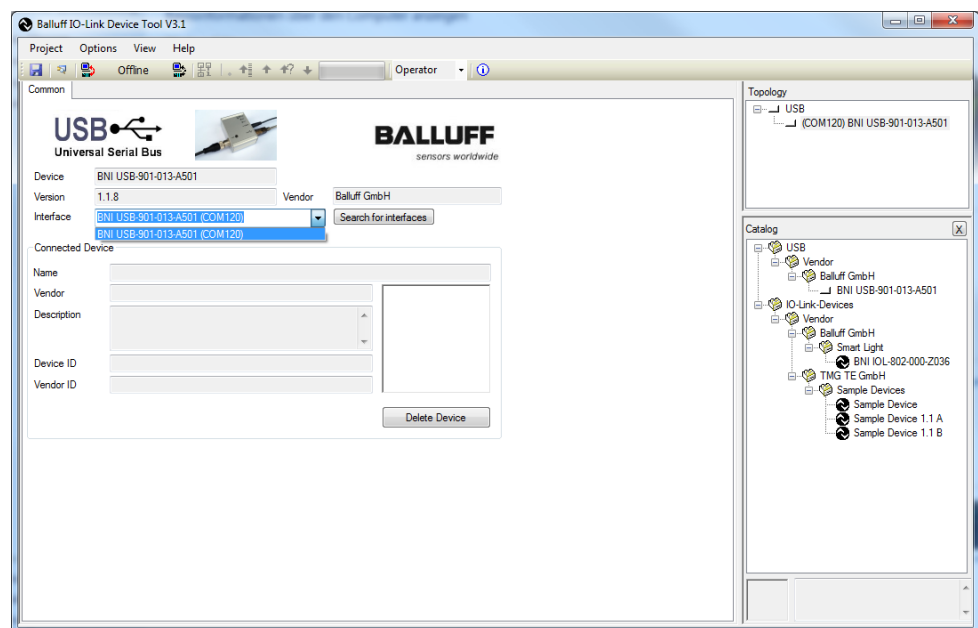 Balluff IO-Link Device Tool V3.1
Project Options View Help
Offline Operator
Common
USB
Universal Serial Bus
BALLUFF
sensors worldwide
Device BNI USB-901-013-A501
Version 1.1.8 Vendor Balluff GmbH
Interface BNI USB-901-013-A501 (COM120) Search for interfaces
BNI USB-901-013-A501 (COM120)
Connected Device
Name
Vendor
Description
Device ID
Vendor ID
Delete Device
Topology
USB
(COM120) BNI USB-901-013-A501
Catalog X
USB
Vendor
Balluff GmbH
BNI USB-901-013-A501
IO-Link-Devices
Vendor
Balluff GmbH
Smart Light
BNI IOL-802-000-Z036
TMG TE GmbH
Sample Devices
Sample Device
Sample Device 1.1 A
Sample Device 1.1 B